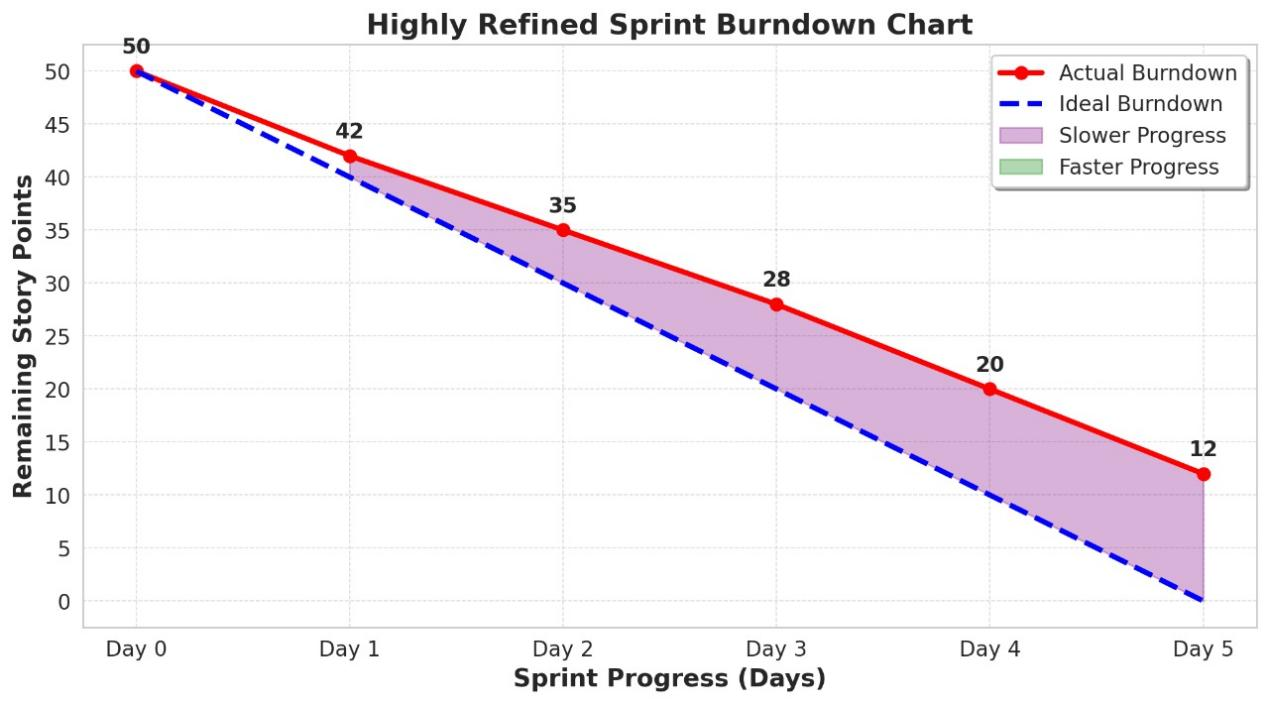 Highly Refined Sprint Burndown Chart
Remaining Story Points
50
45
40
35
30
25
20
15
10
5
0
50
42
35
28
20
12
Actual Burndown
Ideal Burndown
Slower Progress
Faster Progress
Day 0
Day 1
Day 2
Day 3
Day 4
Day 5
Sprint Progress (Days)